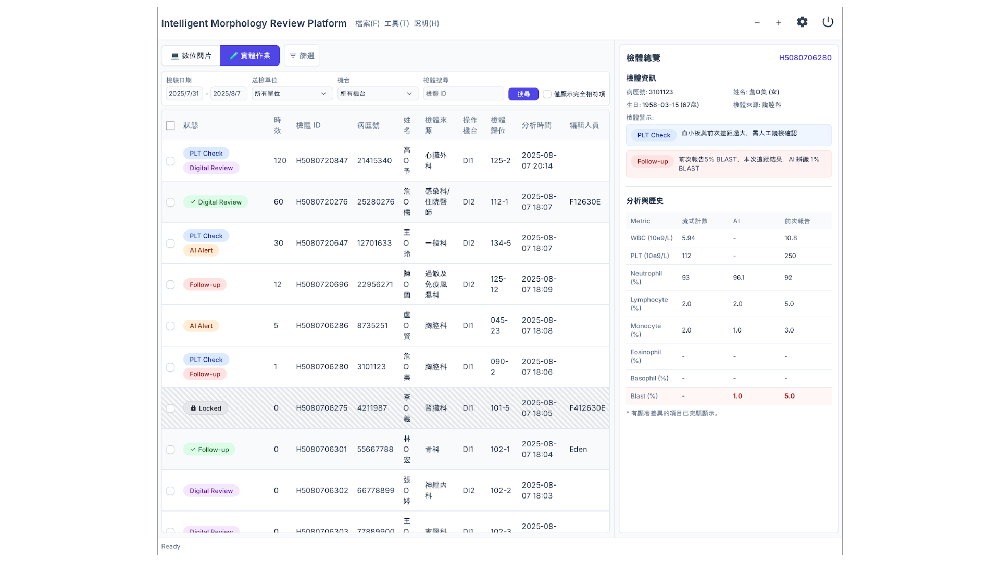 Intelligent Morphology Review Platform 檔案(F) 工具(T) 說明(H)
數位閱片 實體作業 篩選
檢驗日期 送檢單位 機台 檢體搜尋
2025/7/31 - 2025/8/7 所有單位 所有機台 檢體 ID 搜尋 僅顯示完全相符項
狀態 時效 檢體 ID 病歷號 姓名 檢體來源 操作機台 檢體歸位 分析時間 編輯人員
PLT Check
Digital Review
120 H5080720847 21415340 高O予 心臟外科 DI1 125-2 2025-08-07 20:14
✓ Digital Review 60 H5080720276 25280276 詹O儒 感染科/住院醫師 DI2 112-1 2025-08-07 18:07 F12630E
PLT Check
AI Alert
30 H5080720647 12701633 王O玲 一般科 DI2 134-5 2025-08-07 18:07
Follow-up 12 H5080720696 22956271 陳O蘭 過敏及免疫風濕科 DI2 125-12 2025-08-07 18:09
AI Alert 5 H5080706286 8735251 盧O賢 胸腔科 DI1 045-23 2025-08-07 18:08
PLT Check
Follow-up
1 H5080706280 3101123 詹O美 胸腔科 DI1 090-2 2025-08-07 18:06
Locked 0 H5080706275 4211987 李O義 腎臟科 DI1 101-5 2025-08-07 18:05 F412630E
✓ Follow-up 0 H5080706301 55667788 林O宏 骨科 DI1 102-1 2025-08-07 18:04 Eden
Digital Review 0 H5080706302 66778899 張O婷 神經內科 DI2 102-2 2025-08-07 18:03
Digital Review 0 H5080706303 77889900 王O 家醫科 DI1 102-3 2025-08-
檢體總覽 H5080706280
檢體資訊
病歷號: 3101123 姓名: 詹O美 (女)
生日: 1958-03-15 (67歲) 檢體來源: 胸腔科
檢體警示:
PLT Check 血小板與前次差距過大，需人工鏡檢確認
Follow-up 前次報告5% BLAST，本次追蹤結果，AI 辨識 1%
BLAST
分析與歷史
Metric 流式計數 AI 前次報告
WBC (10e9/L) 5.94 - 10.8
PLT (10e9/L) 112 - 250
Neutrophil (%) 93 96.1 92
Lymphocyte (%) 2.0 2.0 5.0
Monocyte (%) 2.0 1.0 3.0
Eosinophil (%) - - -
Basophil (%) - - -
Blast (%) - 1.0 5.0
* 有顯著差異的項目已突顯顯示。
Ready